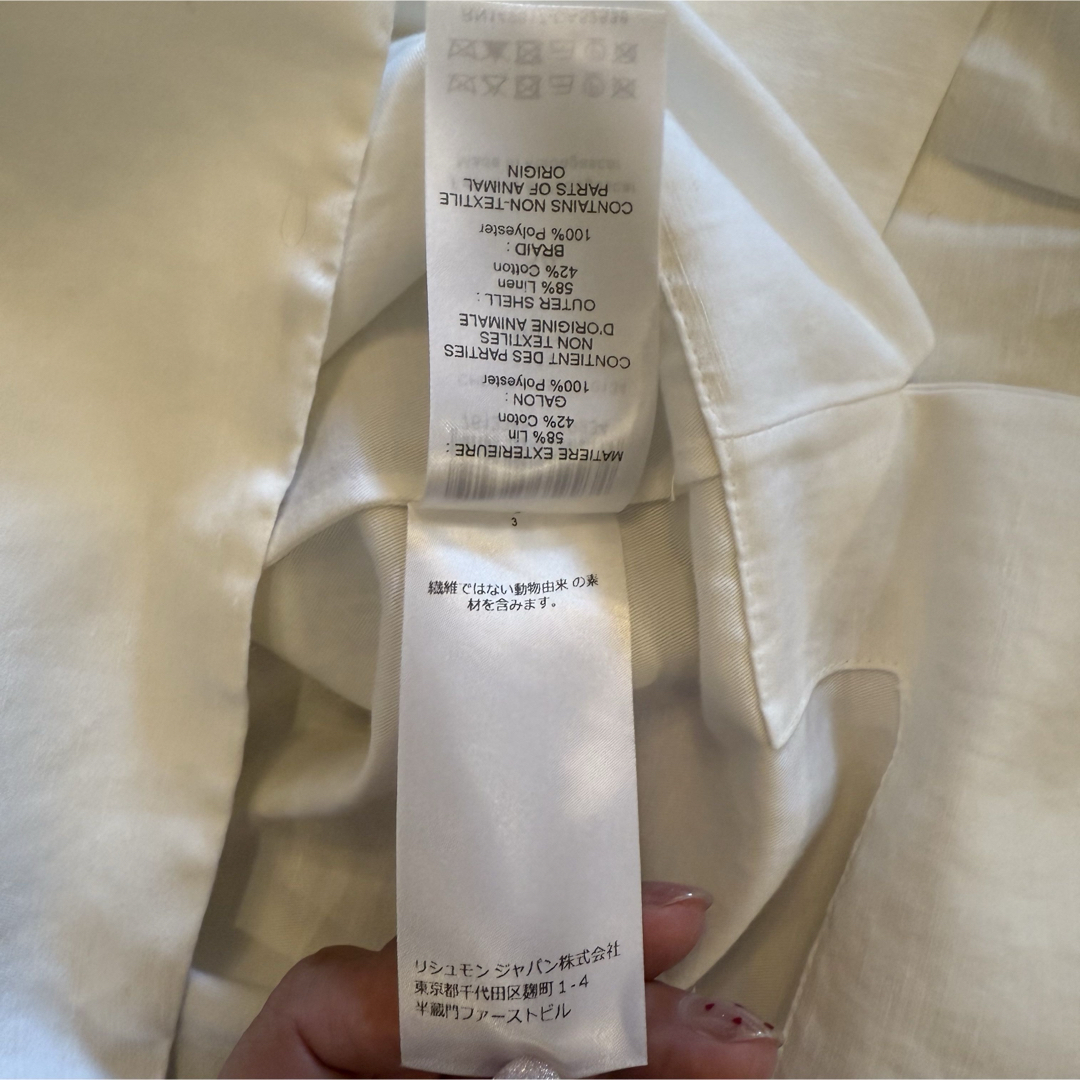 MATIERE EXTERIEURE :
58% Lin
42% Coton
GALON :
100% Polyester
CONTIENT DES PARTIES
NON TEXTILES
D'ORIGINE ANIMALE
OUTER SHELL :
58% Linen
42% Cotton
BRAID :
100% Polyester
CONTAINS NON-TEXTILE
PARTS OF ANIMAL
ORIGIN
3
繊維ではない動物由来 の素
材を含みます。
リシュモン ジャパン株式会社
東京都千代田区麹町 1-4
半蔵門ファーストビル